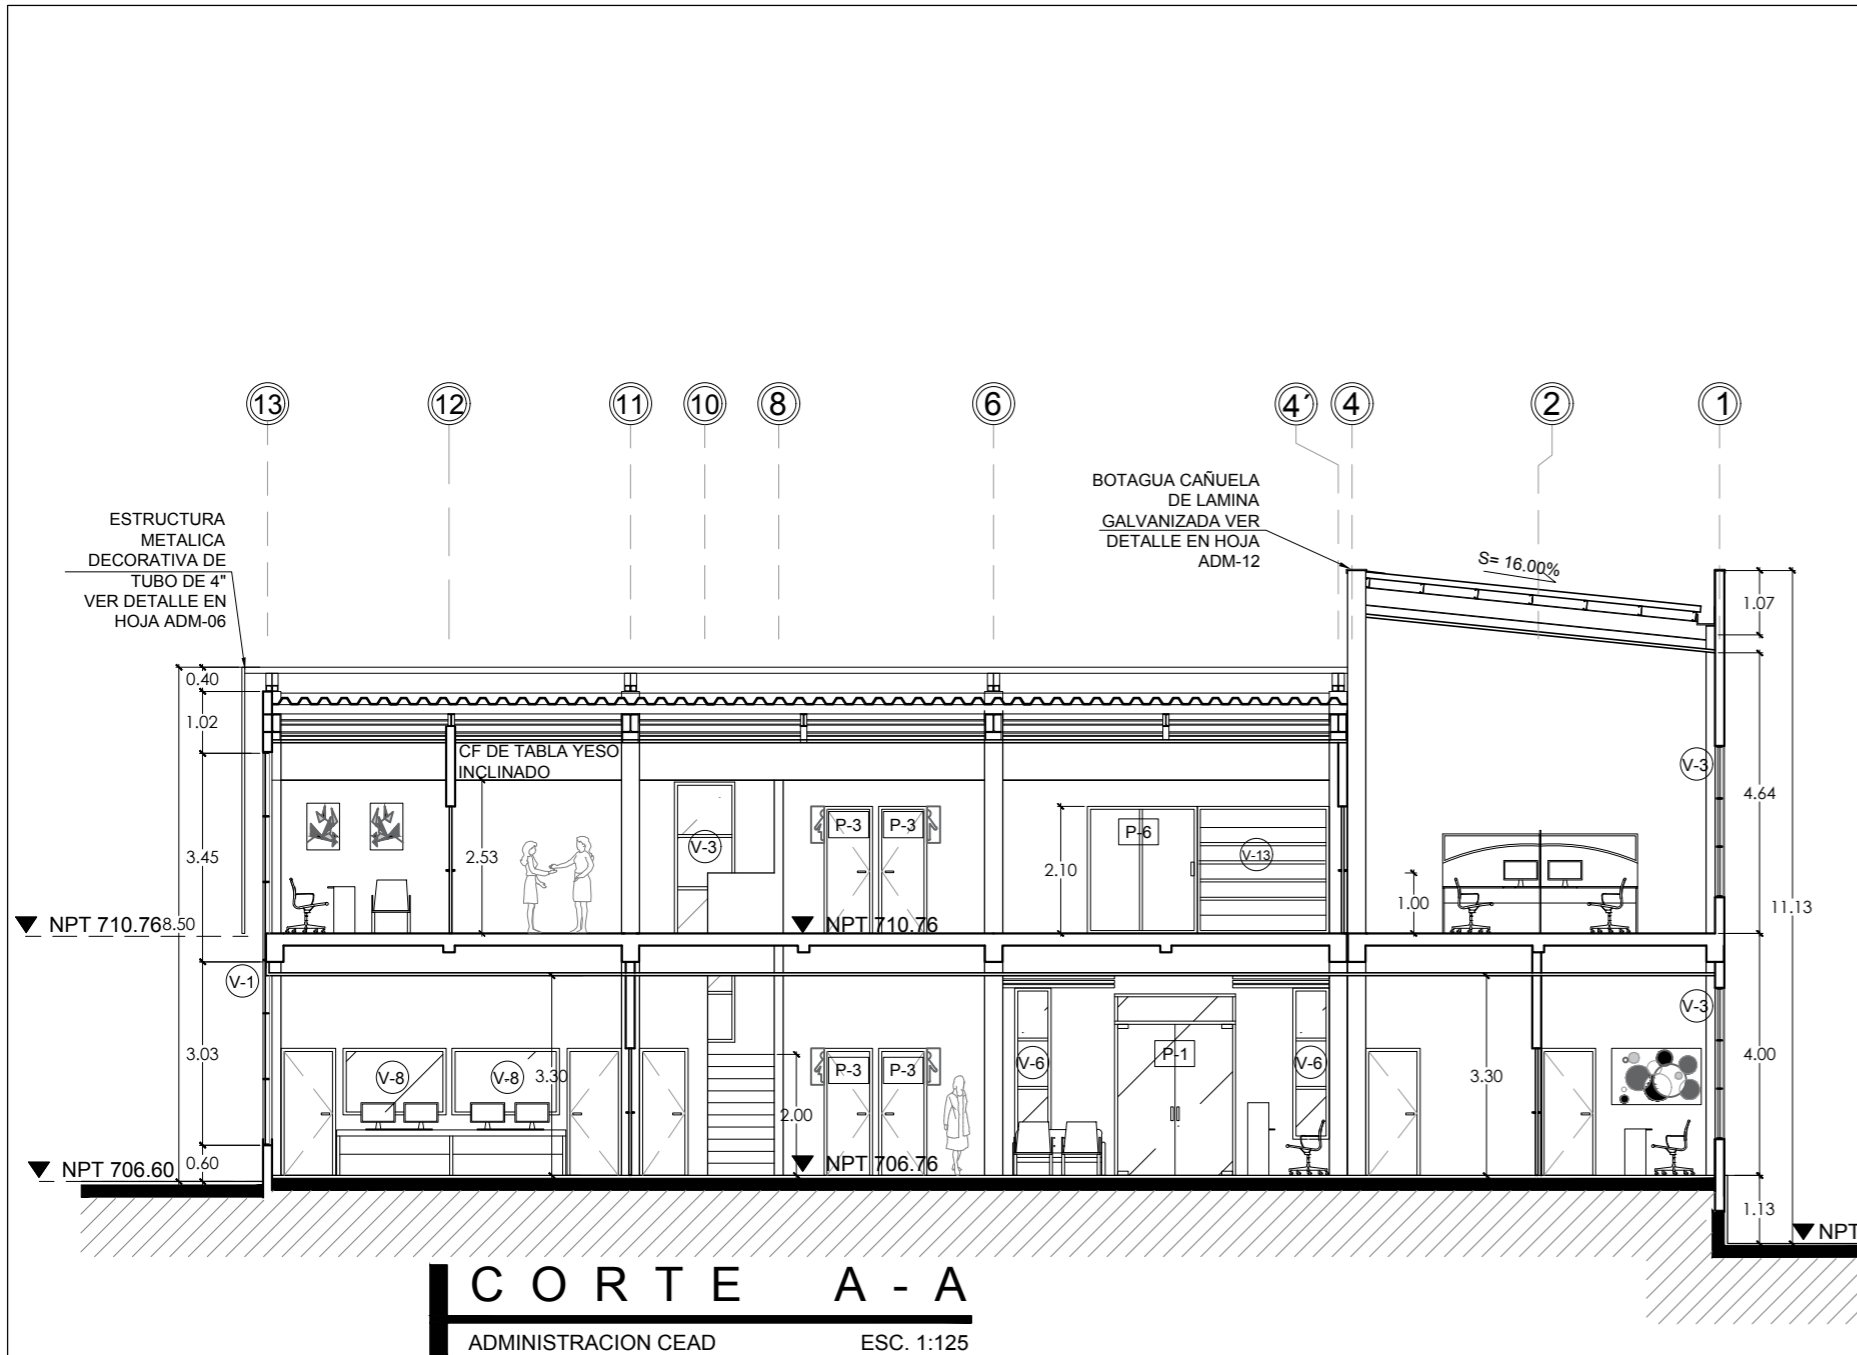 13 12 11 10 8 6 4´ 4 2 1
ESTRUCTURA
METALICA
DECORATIVA DE
TUBO DE 4"
VER DETALLE EN
HOJA ADM-06
BOTAGUA CAÑUELA
DE LAMINA
GALVANIZADA VER
DETALLE EN HOJA
ADM-12
S= 16.00%
1.07
0.40
1.02
CF DE TABLA YESO
INCLINADO
V-3
4.64
3.45
2.53
V-3
P-3 P-3
2.10
P-6
V-13
1.00
11.13
NPT 710.76
8.50
NPT 710.76
V-1
V-3
3.03
V-8
V-8
3.30
2.00
P-3 P-3
V-6
P-1
V-6
3.30
4.00
0.60
NPT 706.60
NPT 706.76
1.13
NPT
CORTE A-A
ADMINISTRACION CEAD ESC. 1:125